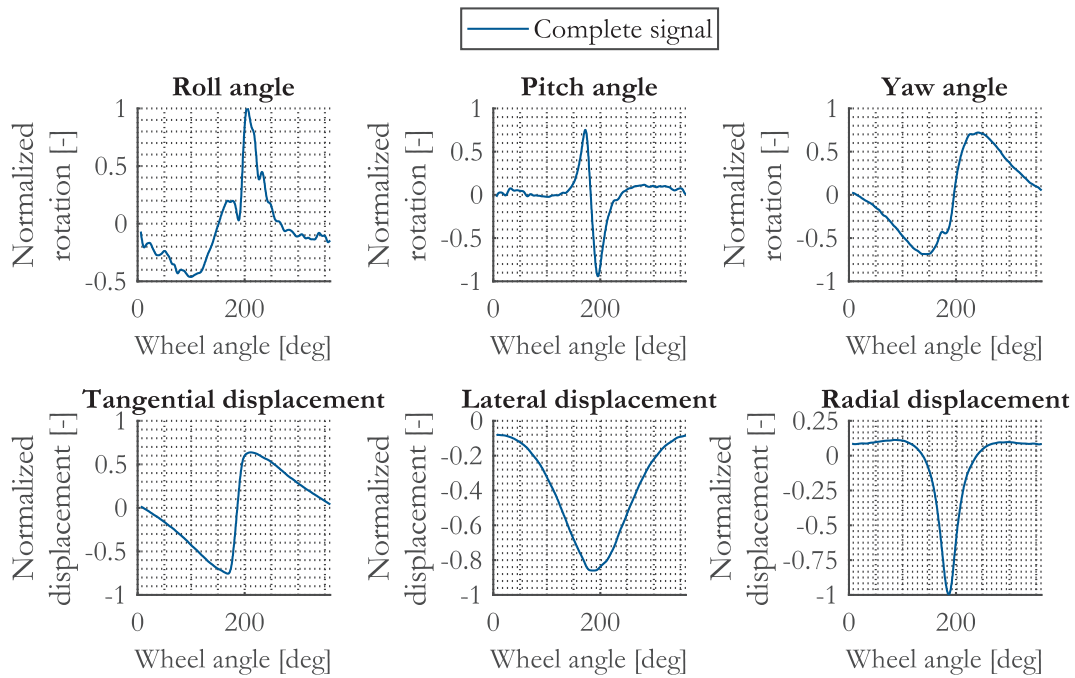 Complete signal
Roll angle
Pitch angle
Yaw angle
Normalized
rotation [-]
1
0.5
0
-0.5
0
200
Wheel angle [deg]
Normalized
rotation [-]
1
0.5
0
-0.5
-1
0
200
Wheel angle [deg]
Normalized
rotation [-]
1
0.5
0
-0.5
-1
0
200
Wheel angle [deg]
Tangential displacement
Lateral displacement
Radial displacement
Normalized
displacement [-]
1
0.5
0
-0.5
-1
0
200
Wheel angle [deg]
Normalized
displacement [-]
0
-0.2
-0.4
-0.6
-0.8
-1
0
200
Wheel angle [deg]
Normalized
displacement [-]
0.25
0
-0.25
-0.5
-0.75
-1
0
200
Wheel angle [deg]